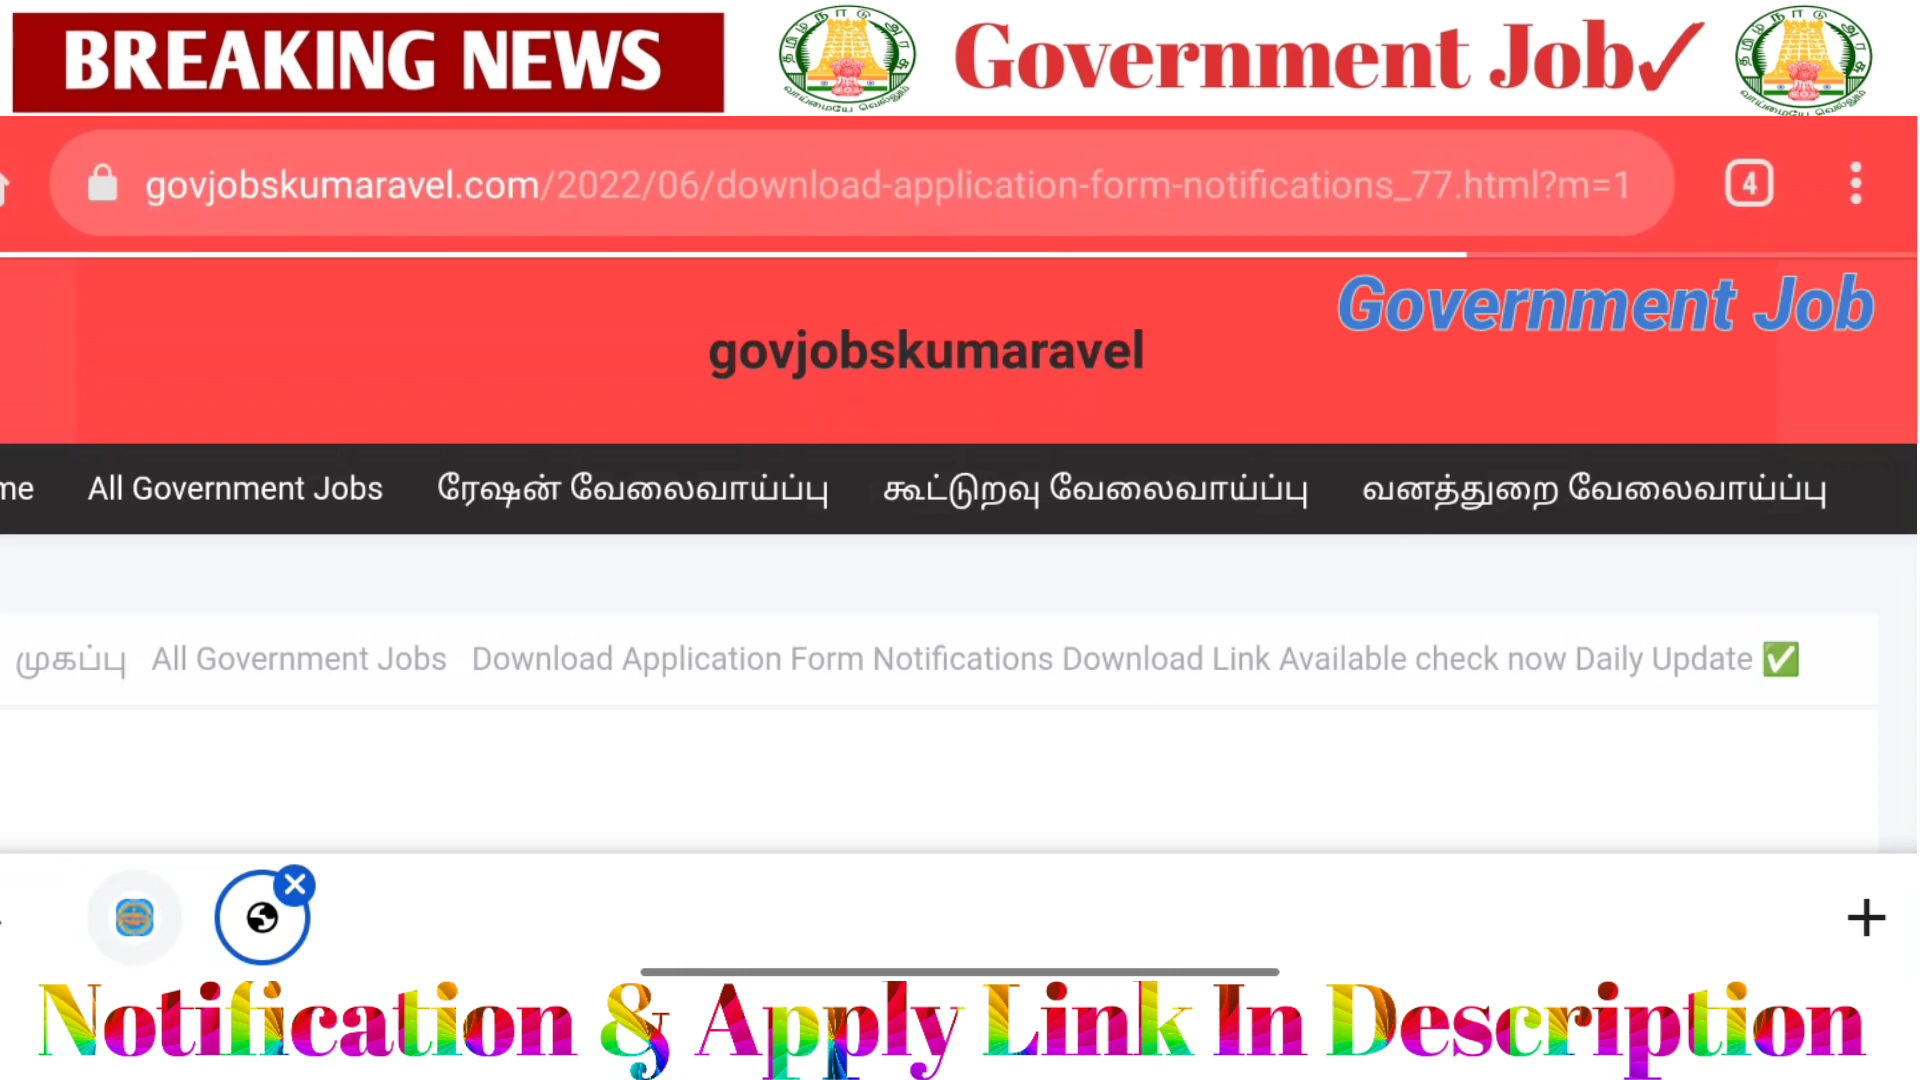 BREAKING NEWS
Government Job✓
govjobskumaravel.com/2022/06/download-application-form-notifications_77.html?m=1
4
Government Job
govjobskumaravel
me All Government Jobs ரேஷன் வேலைவாய்ப்பு கூட்டுறவு வேலைவாய்ப்பு வனத்துறை வேலைவாய்ப்பு
முகப்பு All Government Jobs Download Application Form Notifications Download Link Available check now Daily Update ✅
Notification & Apply Link In Description